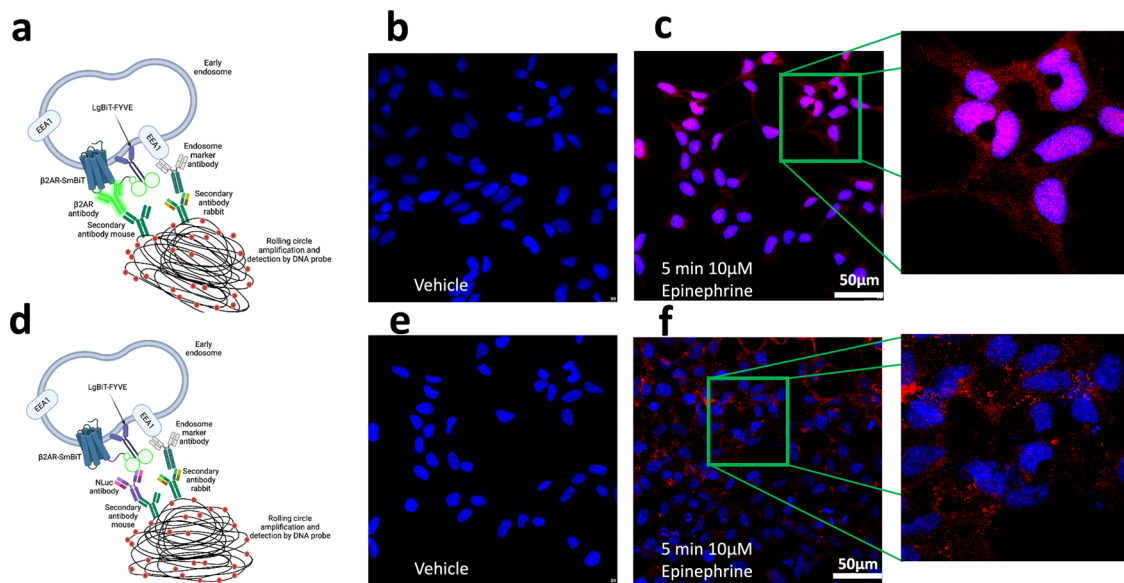 a
Early
endosome
LgBiT-FYVE
EEA1
EEA1
Endosome
marker
antibody
β2AR-SmBiT
β2AR
antibody
Secondary
antibody
rabbit
Secondary
antibody mouse
Rolling circle
amplification and
detection by DNA probe
b
Vehicle
50
c
5 min 10µM
Epinephrine
50µm
d
Early
endosome
LgBiT-FYVE
EEA1
EEA1
Endosome
marker
antibody
β2AR-SmBiT
NLuc
antibody
Secondary
antibody
rabbit
Secondary
antibody
mouse
Rolling circle
amplification and
detection by DNA probe
e
Vehicle
50
f
5 min 10µM
Epinephrine
50µm